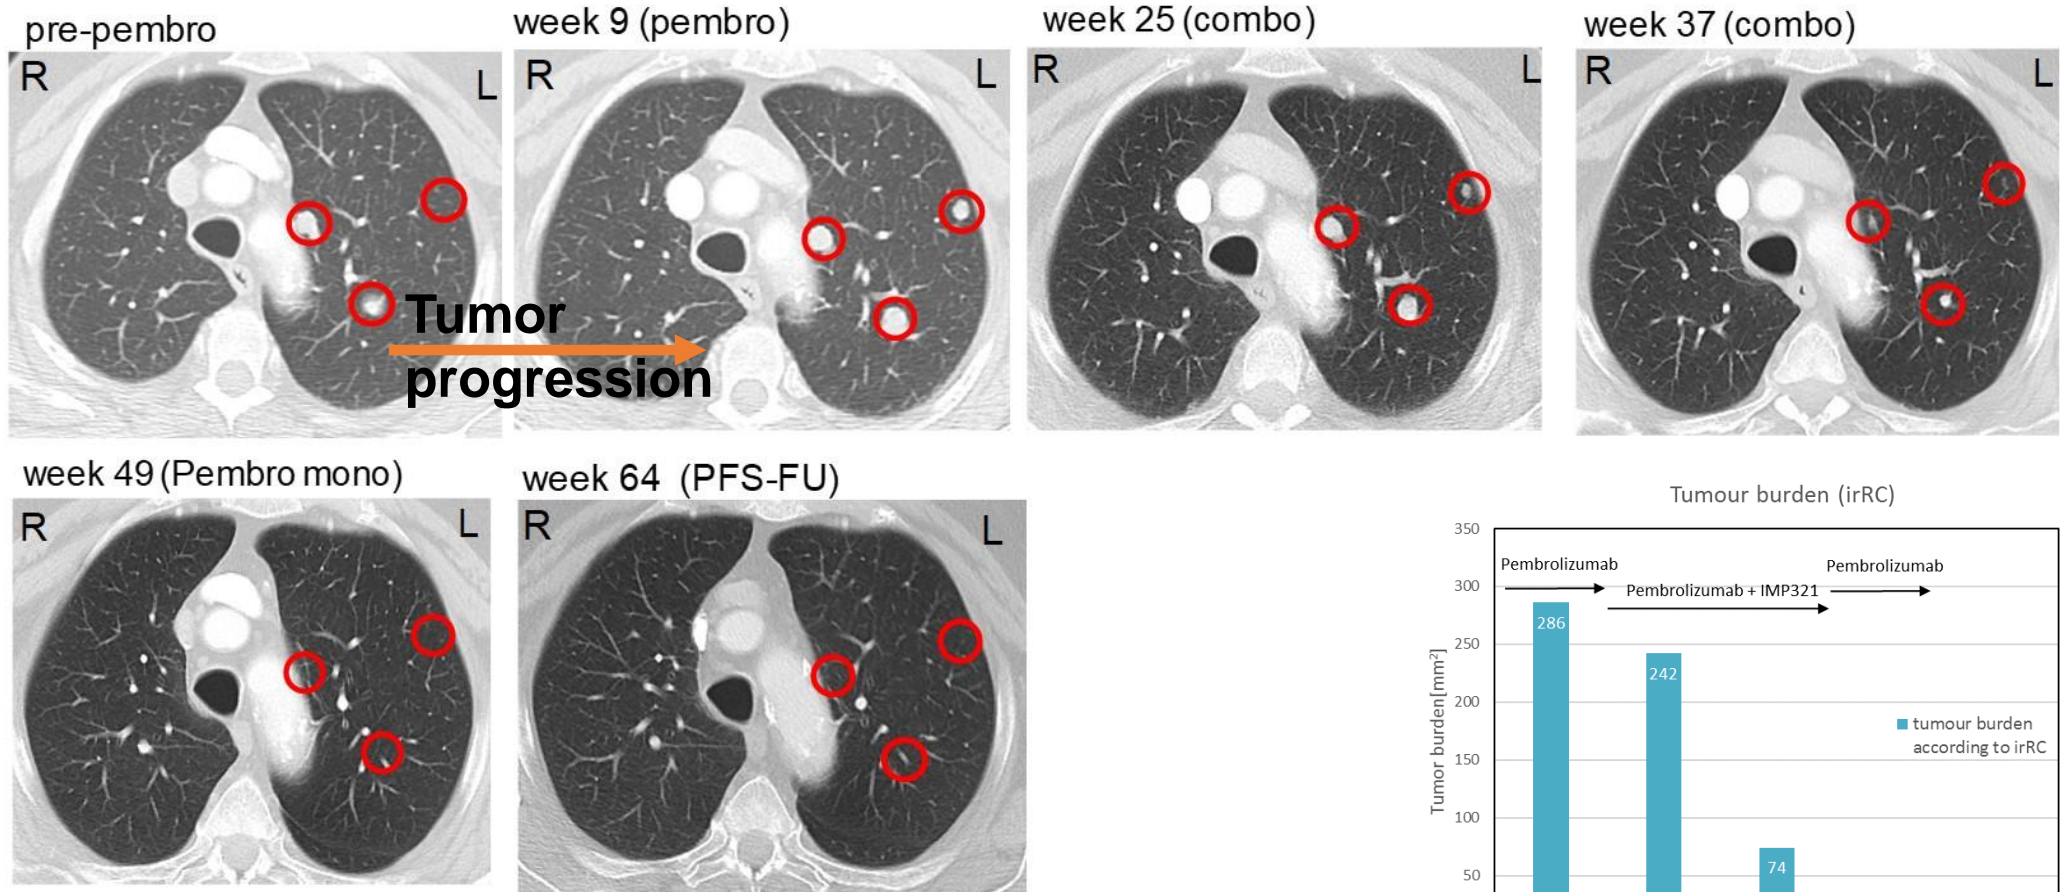 pre-pembro
week 9 (pembro)
week 25 (combo)
week 37 (combo)
R
L
R
L
R
L
R
L
Tumor
progression
week 49 (Pembro mono)
week 64 (PFS-FU)
R
L
R
L
Tumour burden (irRC)
Tumor burden[mm²]
350
300
250
200
150
100
50
Pembrolizumab
Pembrolizumab + IMP321
Pembrolizumab
286
242
74
tumour burden
according to irRC